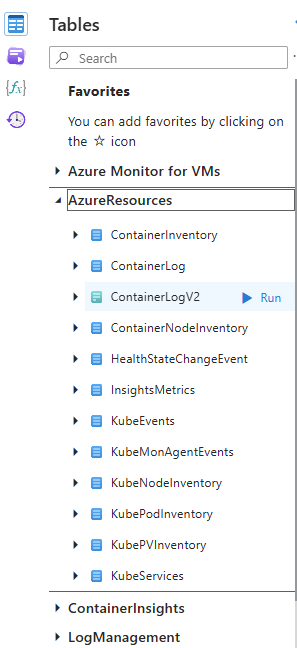 Tables
Search
Favorites
You can add favorites by clicking on
the ☆ icon
Azure Monitor for VMs
AzureResources
ContainerInventory
ContainerLog
ContainerLogV2 Run
ContainerNodeInventory
HealthStateChangeEvent
InsightsMetrics
KubeEvents
KubeMonAgentEvents
KubeNodeInventory
KubePodInventory
KubePVInventory
KubeServices
ContainerInsights
LogManagement